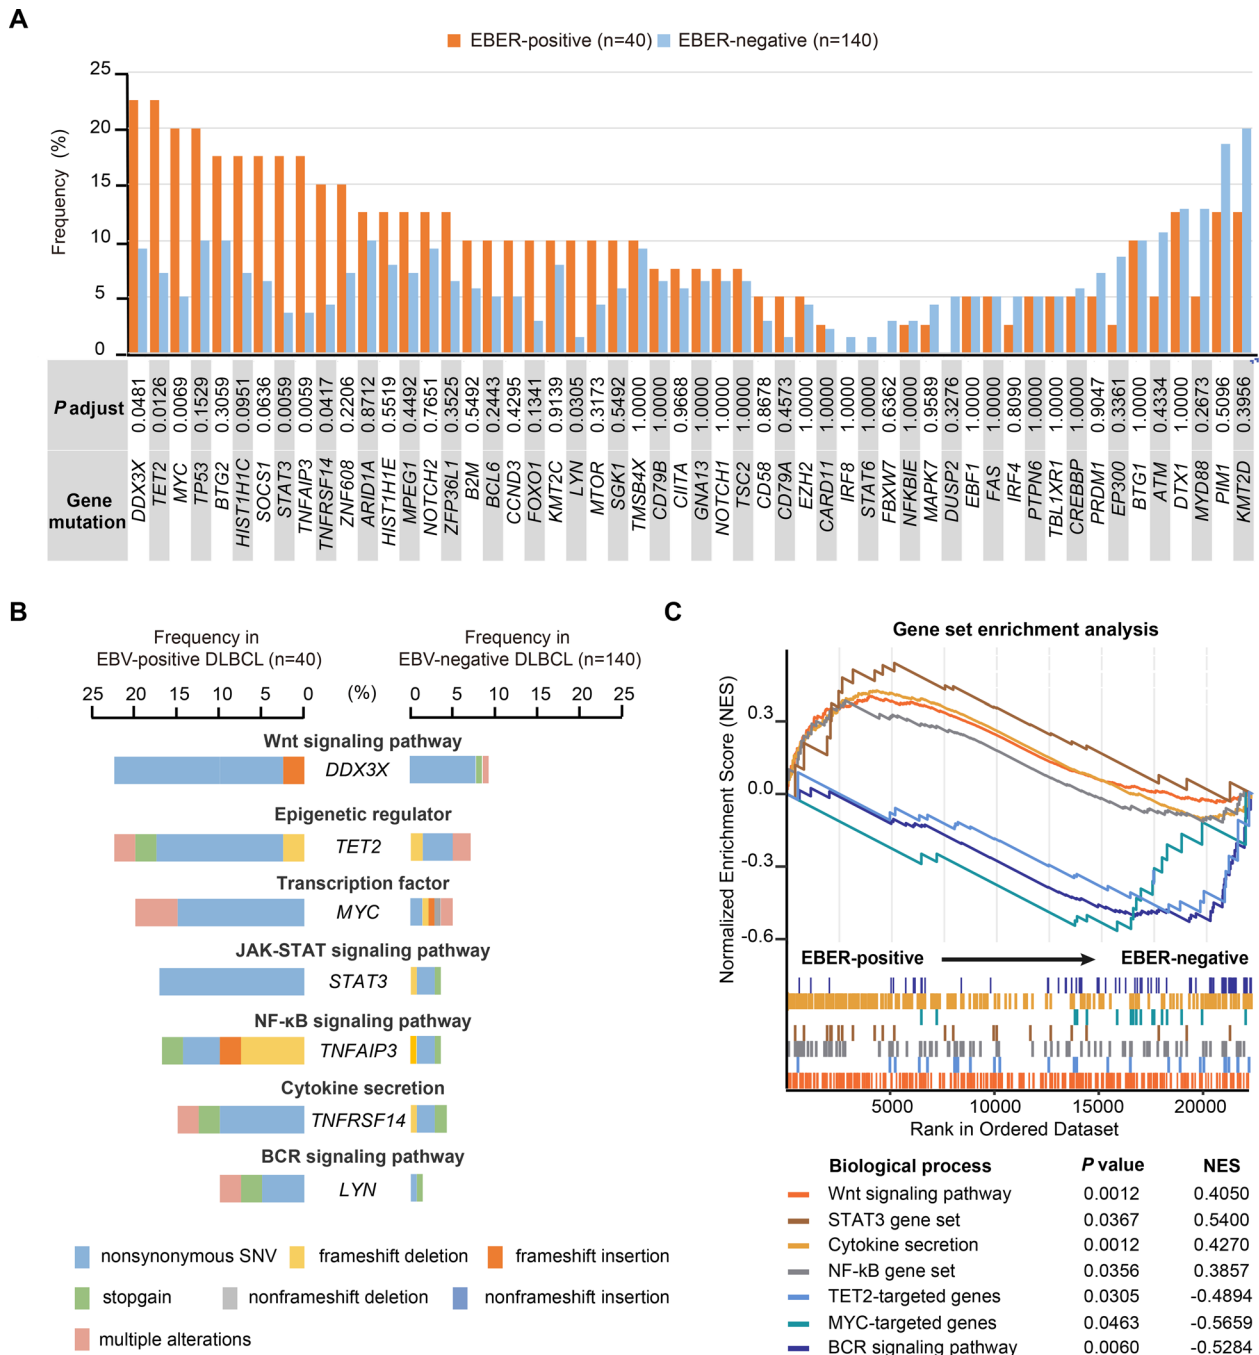 A
EBER-positive (n=40) EBER-negative (n=140)
Frequency (%)
25
20
15
10
5
0
P adjust 0.0481 0.0126 0.0069 0.1529 0.3059 0.0951 0.0636 0.0059 0.0059 0.0417 0.2206 0.8712 0.5519 0.4492 0.7651 0.3525 0.5492 0.2443 0.4295 0.1341 0.9139 0.0305 0.3173 0.5492 1.0000 1.0000 0.9668 1.0000 1.0000 1.0000 0.8678 0.4573 1.0000 1.0000 1.0000 1.0000 0.6362 1.0000 0.9589 0.3276 1.0000 1.0000 0.8090 1.0000 1.0000 1.0000 0.9047 0.3361 1.0000 0.4334 1.0000 0.2673 0.5096 0.3956
Gene mutation DDX3X TET2 MYC TP53 BTG2 HIST1H1C SOCS1 STAT3 TNFAIP3 TNFRSF14 ZNF608 ARID1A HIST1H1E MPEG1 NOTCH2 ZFP36L1 B2M BCL6 CCND3 FOXO1 KMT2C LYN MTOR SGK1 TMSB4X CD79B CIITA GNA13 NOTCH1 TSC2 CD58 CD79A EZH2 CARD11 IRF8 STAT6 FBXW7 NFKBIE MAPK7 DUSP2 EBF1 FAS IRF4 PTPN6 TBL1XR1 CREBBP PRDM1 EP300 BTG1 ATM DTX1 MYD88 PIM1 KMT2D
B
Frequency in
EBV-positive DLBCL (n=40)
Frequency in
EBV-negative DLBCL (n=140)
25 20 15 10 5 0 (%) 0 5 10 15 20 25
Wnt signaling pathway
DDX3X
Epigenetic regulator
TET2
Transcription factor
MYC
JAK-STAT signaling pathway
STAT3
NF-κB signaling pathway
TNFAIP3
Cytokine secretion
TNFRSF14
BCR signaling pathway
LYN
nonsynonymous SNV frameshift deletion frameshift insertion
stopgain nonframeshift deletion nonframeshift insertion
multiple alterations
C
Gene set enrichment analysis
Normalized Enrichment Score (NES)
0.3
0.0
-0.3
-0.6
EBER-positive EBER-negative
5000 10000 15000 20000
Rank in Ordered Dataset
Biological process P value NES
Wnt signaling pathway 0.0012 0.4050
STAT3 gene set 0.0367 0.5400
Cytokine secretion 0.0012 0.4270
NF-kB gene set 0.0356 0.3857
TET2-targeted genes 0.0305 -0.4894
MYC-targeted genes 0.0463 -0.5659
BCR signaling pathway 0.0060 -0.5284